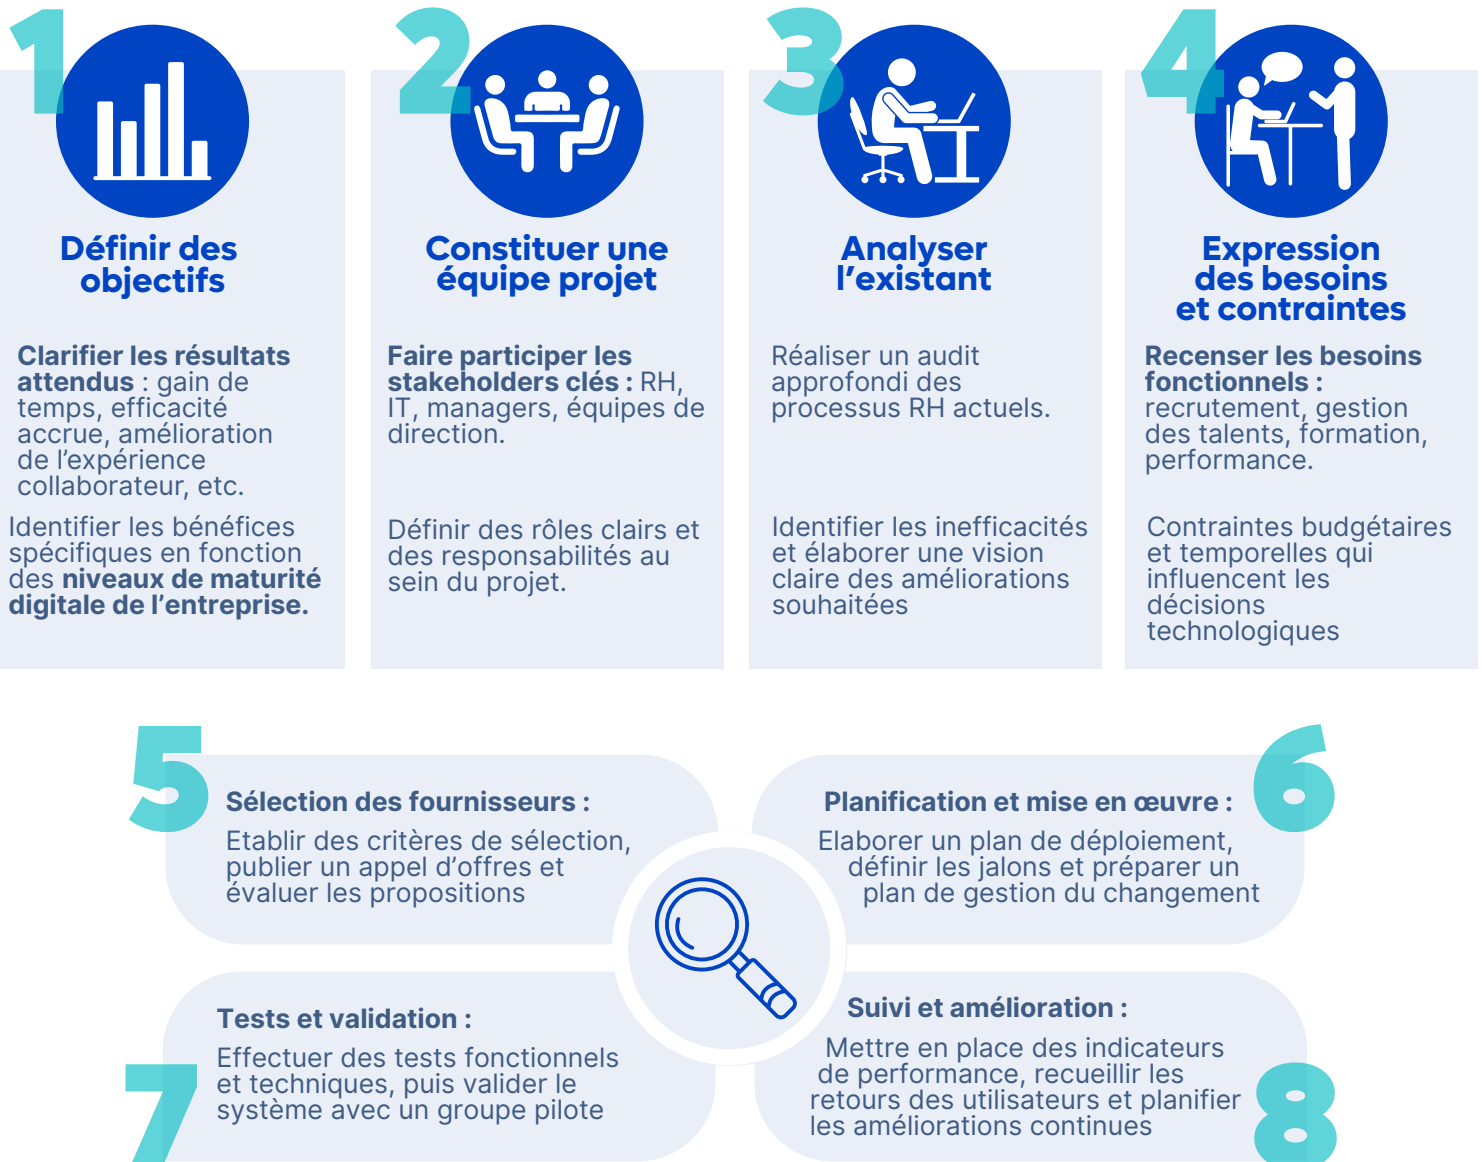 1
Définir des
objectifs
Clarifier les résultats
attendus : gain de
temps, efficacité
accrue, amélioration
de l’expérience
collaborateur, etc.
Identifier les bénéfices
spécifiques en fonction
des niveaux de maturité
digitale de l’entreprise.
2
Constituer une
équipe projet
Faire participer les
stakeholders clés : RH,
IT, managers, équipes de
direction.
Définir des rôles clairs et
des responsabilités au
sein du projet.
3
Analyser
l’existant
Réaliser un audit
approfondi des
processus RH actuels.
Identifier les inefficacités
et élaborer une vision
claire des améliorations
souhaitées
4
Expression
des besoins
et contraintes
Recenser les besoins
fonctionnels :
recrutement, gestion
des talents, formation,
performance.
Contraintes budgétaires
et temporelles qui
influencent les
décisions
technologiques
5
Sélection des fournisseurs :
Etablir des critères de sélection,
publier un appel d’offres et
évaluer les propositions
6
Planification et mise en œuvre :
Elaborer un plan de déploiement,
définir les jalons et préparer un
plan de gestion du changement
7
Tests et validation :
Effectuer des tests fonctionnels
et techniques, puis valider le
système avec un groupe pilote
8
Suivi et amélioration :
Mettre en place des indicateurs
de performance, recueillir les
retours des utilisateurs et planifier
les améliorations continues